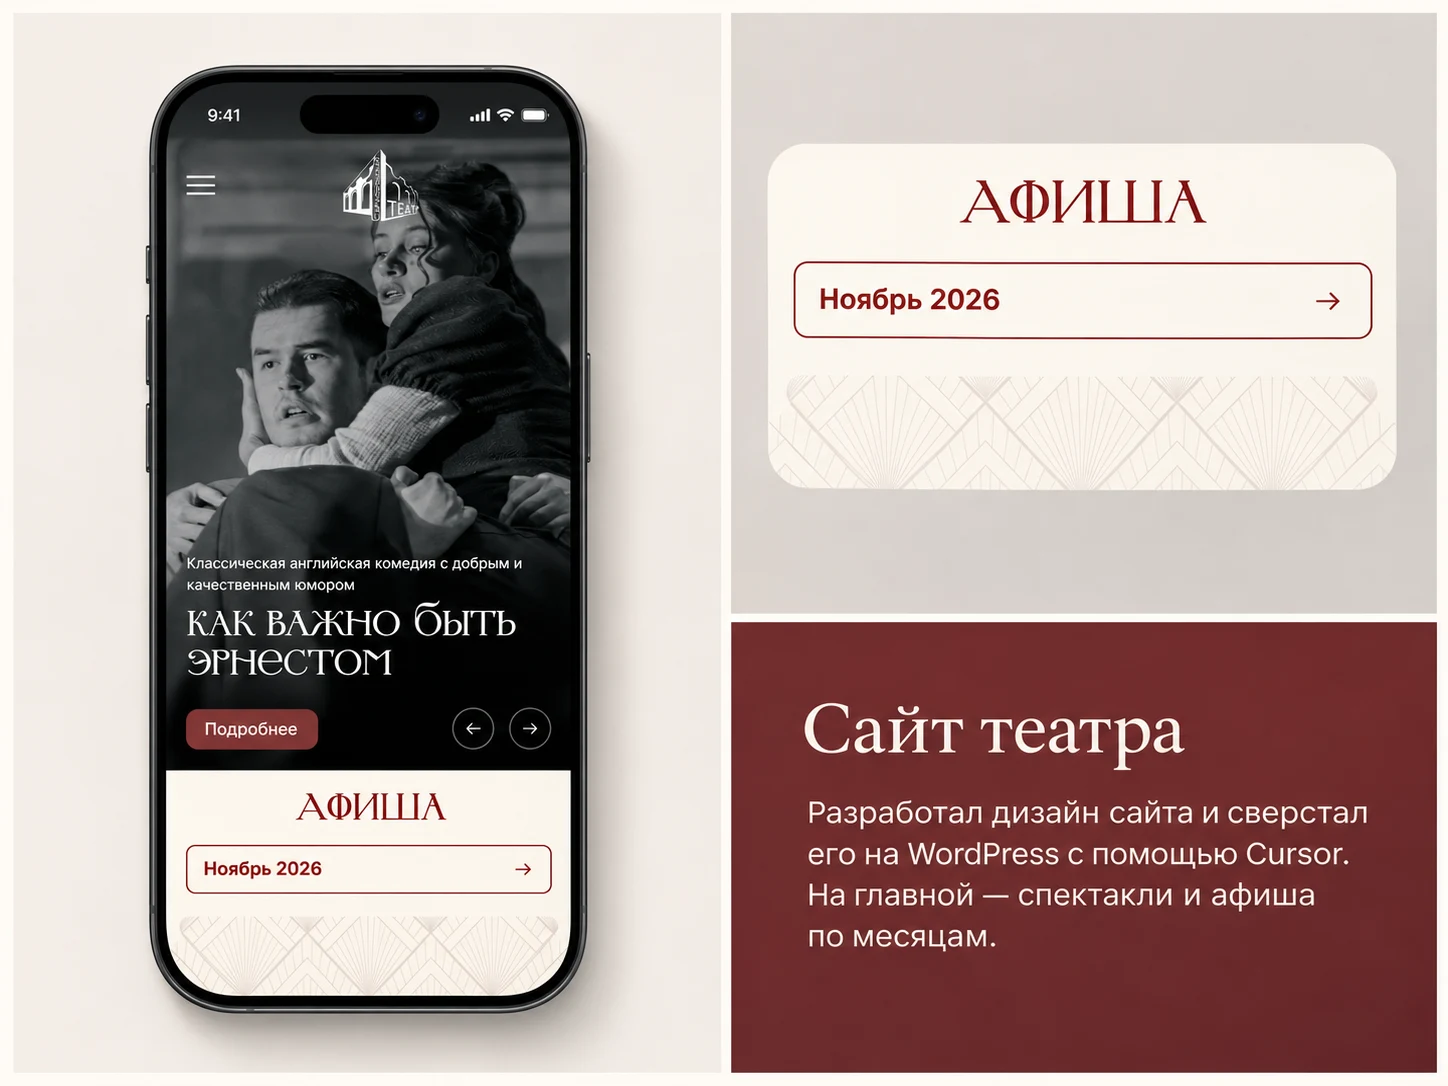 9:41
ТЕАТР
Классическая английская комедия с добрым и
качественным юмором
КАК ВАЖНО БЫТЬ
ЭРНЕСТОМ
Подробнее
АФИША
Ноябрь 2026
АФИША
Ноябрь 2026
Сайт театра
Разработал дизайн сайта и сверстал
его на WordPress с помощью Cursor.
На главной — спектакли и афиша
по месяцам.